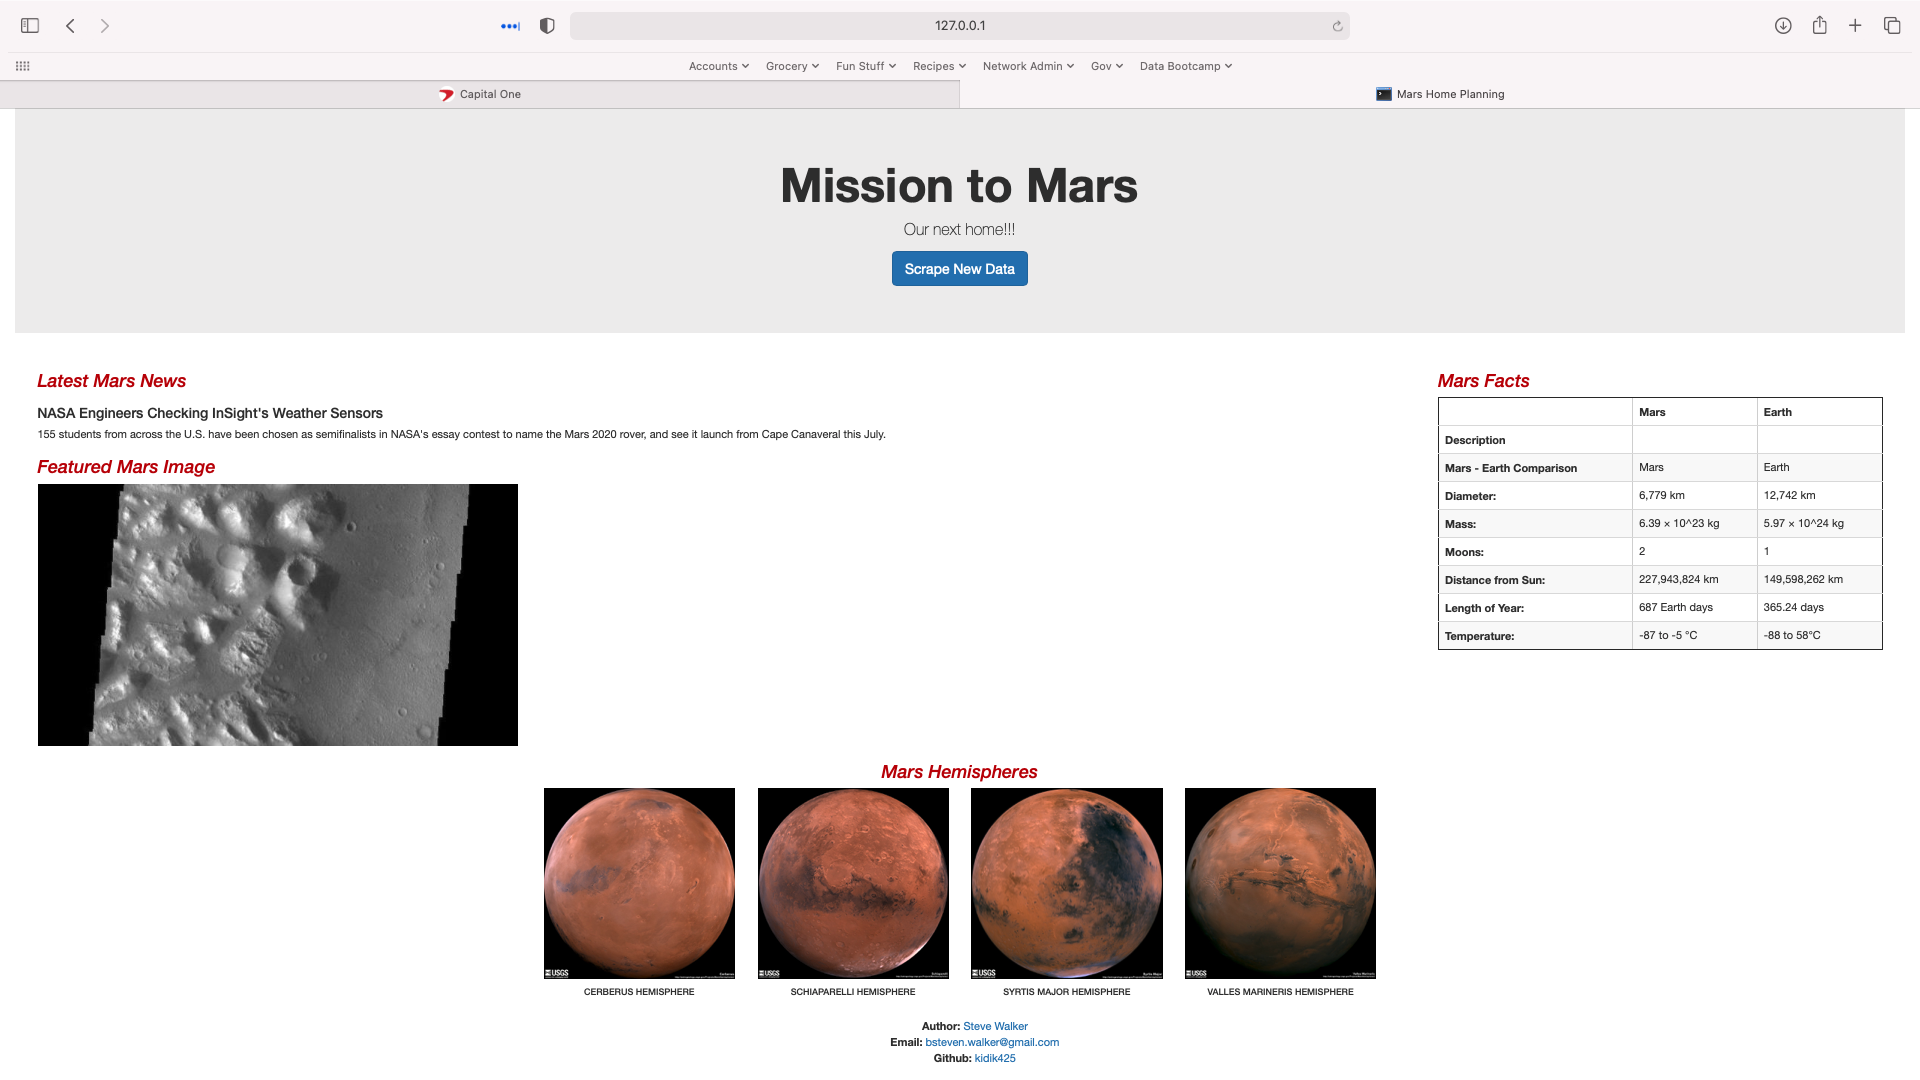 127.0.0.1
Accounts Grocery Fun Stuff Recipes Network Admin Gov Data Bootcamp
Capital One
Mars Home Planning
Mission to Mars
Our next home!!!
Scrape New Data
Latest Mars News
NASA Engineers Checking InSight's Weather Sensors
155 students from across the U.S. have been chosen as semifinalists in NASA's essay contest to name the Mars 2020 rover, and see it launch from Cape Canaveral this July.
Featured Mars Image
Mars Facts
Mars Earth
Description
Mars - Earth Comparison Mars Earth
Diameter: 6,779 km 12,742 km
Mass: 6.39 × 10^23 kg 5.97 × 10^24 kg
Moons: 2 1
Distance from Sun: 227,943,824 km 149,598,262 km
Length of Year: 687 Earth days 365.24 days
Temperature: -87 to -5 °C -88 to 58°C
Mars Hemispheres
USGS
USGS
USGS
USGS
CERBERUS HEMISPHERE
SCHIAPARELLI HEMISPHERE
SYRTIS MAJOR HEMISPHERE
VALLES MARINERIS HEMISPHERE
Author: Steve Walker
Email: bsteven.walker@gmail.com
Github: kidik425